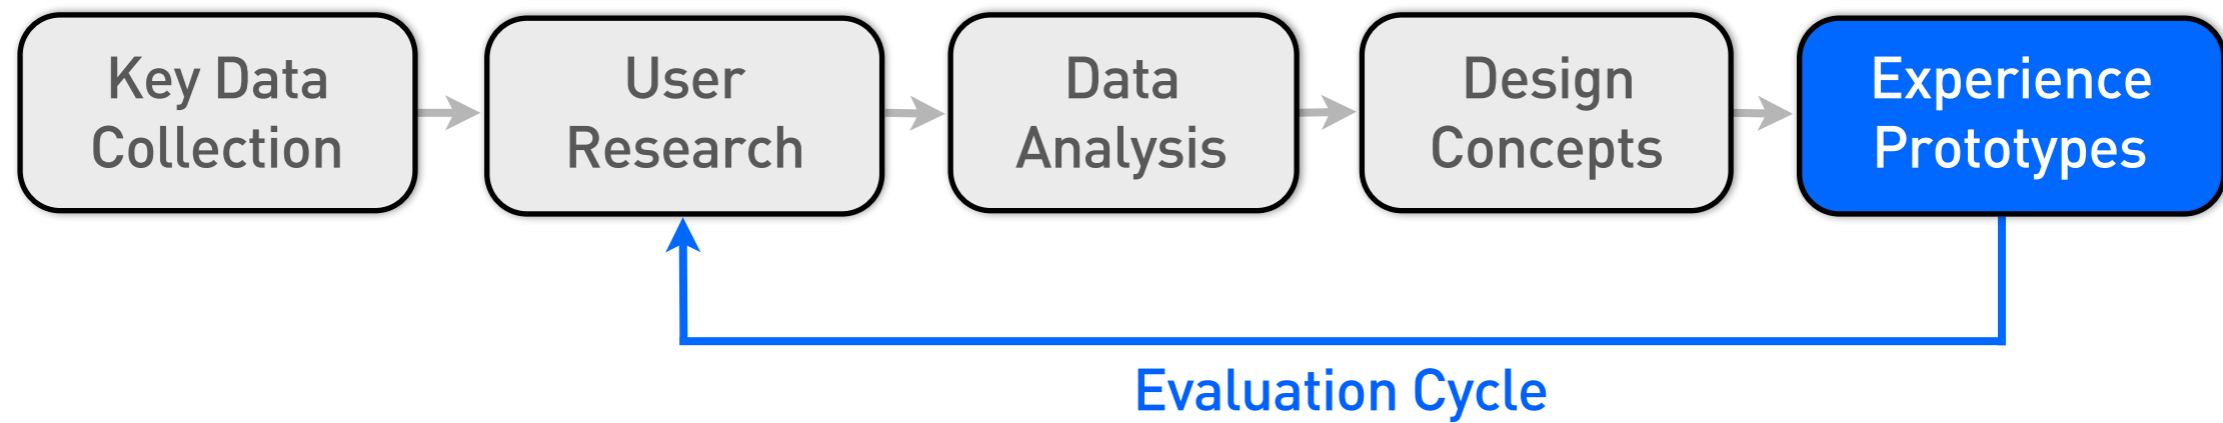 Key Data
Collection
User
Research
Data
Analysis
Design
Concepts
Experience
Prototypes
Evaluation Cycle